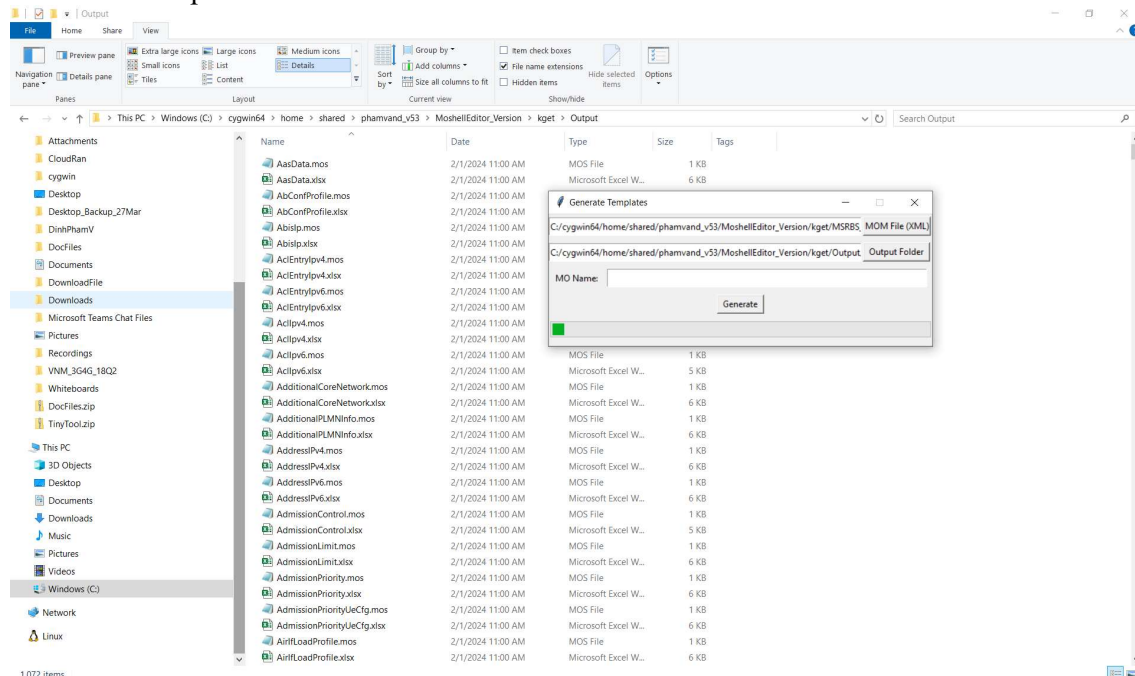 Output
File Home Share View
Navigation pane
Preview pane
Details pane
Panes
Extra large icons Large icons Medium icons
Small icons List Details
Tiles Content
Layout
Sort by
Group by
Add columns
Size all columns to fit
Current view
Item check boxes
File name extensions
Hidden items
Hide selected items
Show/hide
Options
This PC > Windows (C:) > cygwin64 > home > shared > phamvand_v53 > MoshellEditor_Version > kget > Output
Search Output
Attachments
CloudRan
cygwin
Desktop
Desktop_Backup_27Mar
DinhPhamV
DocFiles
Documents
DownloadFile
Downloads
Microsoft Teams Chat Files
Pictures
Recordings
VNM_3G4G_18Q2
Whiteboards
DocFiles.zip
TinyTool.zip
This PC
3D Objects
Desktop
Documents
Downloads
Music
Pictures
Videos
Windows (C:)
Network
Linux
1,072 items
Name Date Type Size Tags
AasData.mos 2/1/2024 11:00 AM MOS File 1 KB
AasData.xlsx 2/1/2024 11:00 AM Microsoft Excel W... 6 KB
AbConfProfile.mos 2/1/2024 11:00 AM
AbConfProfile.xlsx 2/1/2024 11:00 AM
AbisIp.mos 2/1/2024 11:00 AM
AbisIp.xlsx 2/1/2024 11:00 AM
AclEntryIpv4.mos 2/1/2024 11:00 AM
AclEntryIpv4.xlsx 2/1/2024 11:00 AM
AclEntryIpv6.mos 2/1/2024 11:00 AM
AclEntryIpv6.xlsx 2/1/2024 11:00 AM
AclIpv4.mos 2/1/2024 11:00 AM
AclIpv4.xlsx 2/1/2024 11:00 AM
AclIpv6.mos 2/1/2024 11:00 AM MOS File 1 KB
AclIpv6.xlsx 2/1/2024 11:00 AM Microsoft Excel W... 5 KB
AdditionalCoreNetwork.mos 2/1/2024 11:00 AM MOS File 1 KB
AdditionalCoreNetwork.xlsx 2/1/2024 11:00 AM Microsoft Excel W... 6 KB
AdditionalPLMNInfo.mos 2/1/2024 11:00 AM MOS File 1 KB
AdditionalPLMNInfo.xlsx 2/1/2024 11:00 AM Microsoft Excel W... 6 KB
AddressIPv4.mos 2/1/2024 11:00 AM MOS File 1 KB
AddressIPv4.xlsx 2/1/2024 11:00 AM Microsoft Excel W... 6 KB
AddressIPv6.mos 2/1/2024 11:00 AM MOS File 1 KB
AddressIPv6.xlsx 2/1/2024 11:00 AM Microsoft Excel W... 6 KB
AdmissionControl.mos 2/1/2024 11:00 AM MOS File 1 KB
AdmissionControl.xlsx 2/1/2024 11:00 AM Microsoft Excel W... 5 KB
AdmissionLimit.mos 2/1/2024 11:00 AM MOS File 1 KB
AdmissionLimit.xlsx 2/1/2024 11:00 AM Microsoft Excel W... 6 KB
AdmissionPriority.mos 2/1/2024 11:00 AM MOS File 1 KB
AdmissionPriority.xlsx 2/1/2024 11:00 AM Microsoft Excel W... 6 KB
AdmissionPriorityUeCfg.mos 2/1/2024 11:00 AM MOS File 1 KB
AdmissionPriorityUeCfg.xlsx 2/1/2024 11:00 AM Microsoft Excel W... 6 KB
AirIfLoadProfile.mos 2/1/2024 11:00 AM MOS File 1 KB
AirIfLoadProfile.xlsx 2/1/2024 11:00 AM Microsoft Excel W... 6 KB
Generate Templates
C:/cygwin64/home/shared/phamvand_v53/MoshellEditor_Version/kget/MSRBS_ MOM File (XML)
C:/cygwin64/home/shared/phamvand_v53/MoshellEditor_Version/kget/Output_ Output Folder
MO Name:
Generate